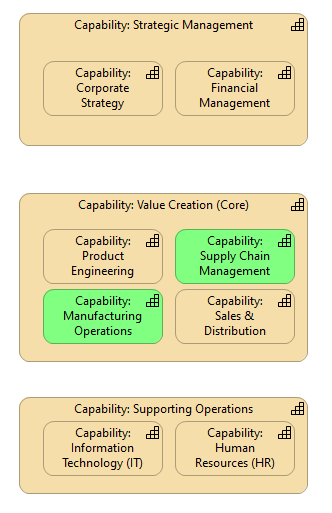 Capability: Strategic Management
Capability:
Corporate
Strategy
Capability:
Financial
Management
Capability: Value Creation (Core)
Capability:
Product
Engineering
Capability:
Supply Chain
Management
Capability:
Manufacturing
Operations
Capability:
Sales &
Distribution
Capability: Supporting Operations
Capability:
Information
Technology (IT)
Capability:
Human
Resources (HR)